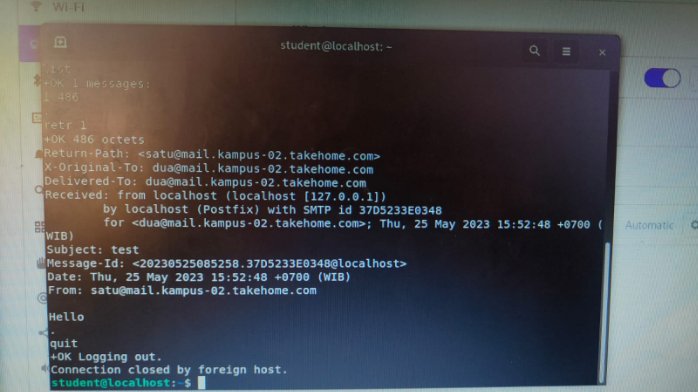 Wi-Fi
student@localhost: ~
list
+OK 1 messages:
1 486
.
retr 1
+OK 486 octets
Return-Path: <satu@mail.kampus-02.takehome.com>
X-Original-To: dua@mail.kampus-02.takehome.com
Delivered-To: dua@mail.kampus-02.takehome.com
Received: from localhost (localhost [127.0.0.1])
by localhost (Postfix) with SMTP id 37D5233E0348
for <dua@mail.kampus-02.takehome.com>; Thu, 25 May 2023 15:52:48 +0700 (
WIB)
Subject: test
Message-Id: <20230525085258.37D5233E0348@localhost>
Date: Thu, 25 May 2023 15:52:48 +0700 (WIB)
From: satu@mail.kampus-02.takehome.com
Hello
.
quit
+OK Logging out.
Connection closed by foreign host.
student@localhost:~$
Automatic